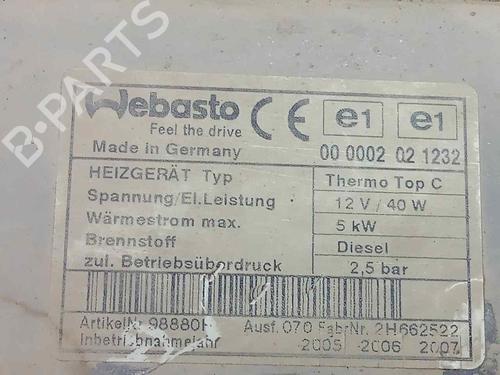 B-PARTS
Webasto
Feel the drive
Made in Germany
CE e1 e1
00 0002 02 1232
HEIZGERÄT Typ Thermo Top C
Spannung/El.Leistung 12 V / 40 W
Wärmestrom max. 5 kW
Brennstoff Diesel
zul. Betriebsüberdruck 2,5 bar
ArtikelNr. 98880H Ausf. 070 FabrNr. 2H662522
Inbetriebnahmejahr 2005 2006 2007